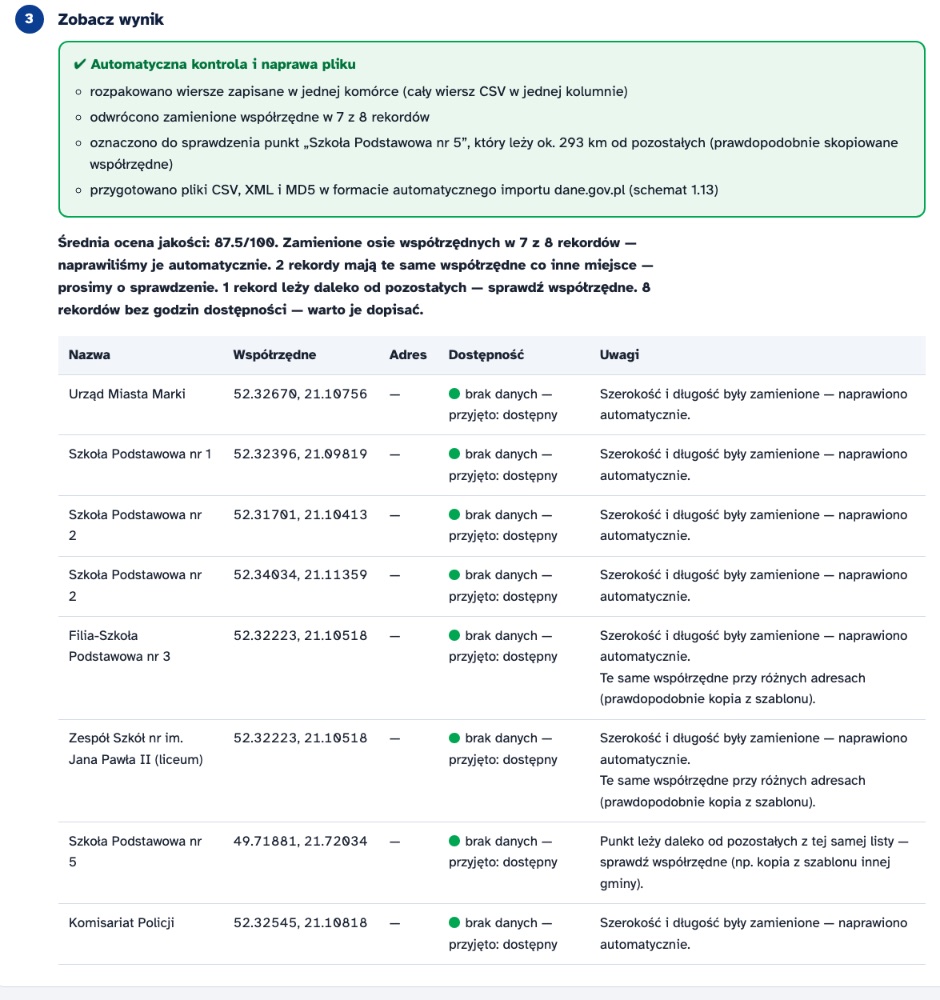 3 Zobacz wynik
✔ Automatyczna kontrola i naprawa pliku
rozpakowano wiersze zapisane w jednej komórce (cały wiersz CSV w jednej kolumnie)
odwrócono zamienione współrzędne w 7 z 8 rekordów
oznaczono do sprawdzenia punkt „Szkoła Podstawowa nr 5”, który leży ok. 293 km od pozostałych (prawdopodobnie skopiowane
współrzędne)
przygotowano pliki CSV, XML i MD5 w formacie automatycznego importu dane.gov.pl (schemat 1.13)
Średnia ocena jakości: 87.5/100. Zamienione osie współrzędnych w 7 z 8 rekordów —
naprawiliśmy je automatycznie. 2 rekordy mają te same współrzędne co inne miejsce —
prosimy o sprawdzenie. 1 rekord leży daleko od pozostałych — sprawdź współrzędne. 8
rekordów bez godzin dostępności — warto je dopisać.
Nazwa Współrzędne Adres Dostępność Uwagi
Urząd Miasta Marki 52.32670, 21.10756 — brak danych — Szerokość i długość były zamienione — naprawiono
przyjęto: dostępny automatycznie.
Szkoła Podstawowa nr 1 52.32396, 21.09819 — brak danych — Szerokość i długość były zamienione — naprawiono
przyjęto: dostępny automatycznie.
Szkoła Podstawowa nr 52.31701, 21.10413 — brak danych — Szerokość i długość były zamienione — naprawiono
2 przyjęto: dostępny automatycznie.
Szkoła Podstawowa nr 52.34034, 21.11359 — brak danych — Szerokość i długość były zamienione — naprawiono
2 przyjęto: dostępny automatycznie.
Filia-Szkoła 52.32223, 21.10518 — brak danych — Szerokość i długość były zamienione — naprawiono
Podstawowa nr 3 przyjęto: dostępny automatycznie.
Te same współrzędne przy różnych adresach
(prawdopodobnie kopia z szablonu).
Zespół Szkół nr im. 52.32223, 21.10518 — brak danych — Szerokość i długość były zamienione — naprawiono
Jana Pawła II (liceum) przyjęto: dostępny automatycznie.
Te same współrzędne przy różnych adresach
(prawdopodobnie kopia z szablonu).
Szkoła Podstawowa nr 49.71881, 21.72034 — brak danych — Punkt leży daleko od pozostałych z tej samej listy —
5 przyjęto: dostępny sprawdź współrzędne (np. kopia z szablonu innej
gminy).
Komisariat Policji 52.32545, 21.10818 — brak danych — Szerokość i długość były zamienione — naprawiono
przyjęto: dostępny automatycznie.